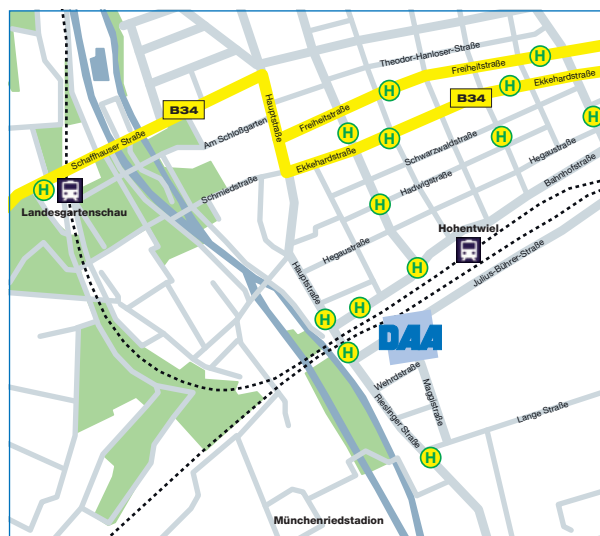 Theodor-Hanloser-Straße
Freiheitstraße
H
Ekkehardstraße
H
H
B34
B34
Hauptstraße
Freiheitstraße
H
H
H
H
Am Schloßgarten
Schaffhauser Straße
Ekkehardstraße
Schwarzwaldstraße
Hegaustraße
Bahnhofstraße
Hadwigstraße
Schmiedstraße
H
Landesgartenschau
H
Hohentwiel
Hegaustraße
Hauptstraße
H
Julius-Bührer-Straße
H
H
DAA
H
Wehrdstraße
Maggistraße
Rieslinger Straße
Lange Straße
H
Münchenriedstadion